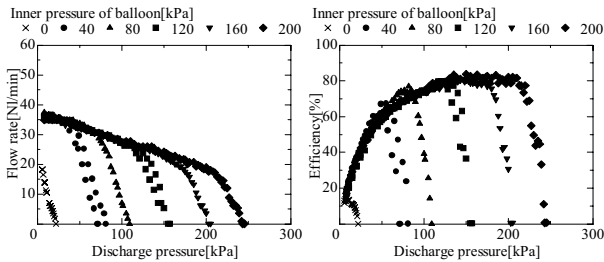 Inner pressure of balloon[kPa]
× 0 ● 40 ▲ 80 ■ 120 ▼ 160 ◆ 200
Flow rate[Nl/min]
60
50
40
30
20
10
0
0 100 200 300
Discharge pressure[kPa]
Inner pressure of balloon[kPa]
× 0 ● 40 ▲ 80 ■ 120 ▼ 160 ◆ 200
Efficiency[%]
100
80
60
40
20
0 100 200 300
Discharge pressure[kPa]